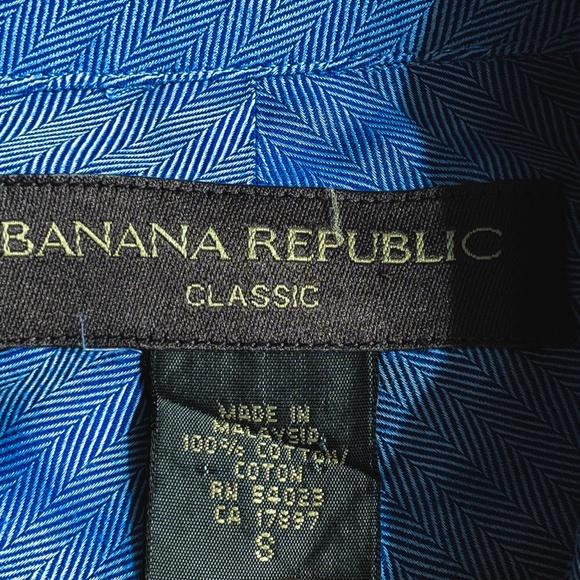 BANANA REPUBLIC
CLASSIC
MADE IN
MALAYSIA
100% COTTON/
COTON
RN 54023
CA 17897
S